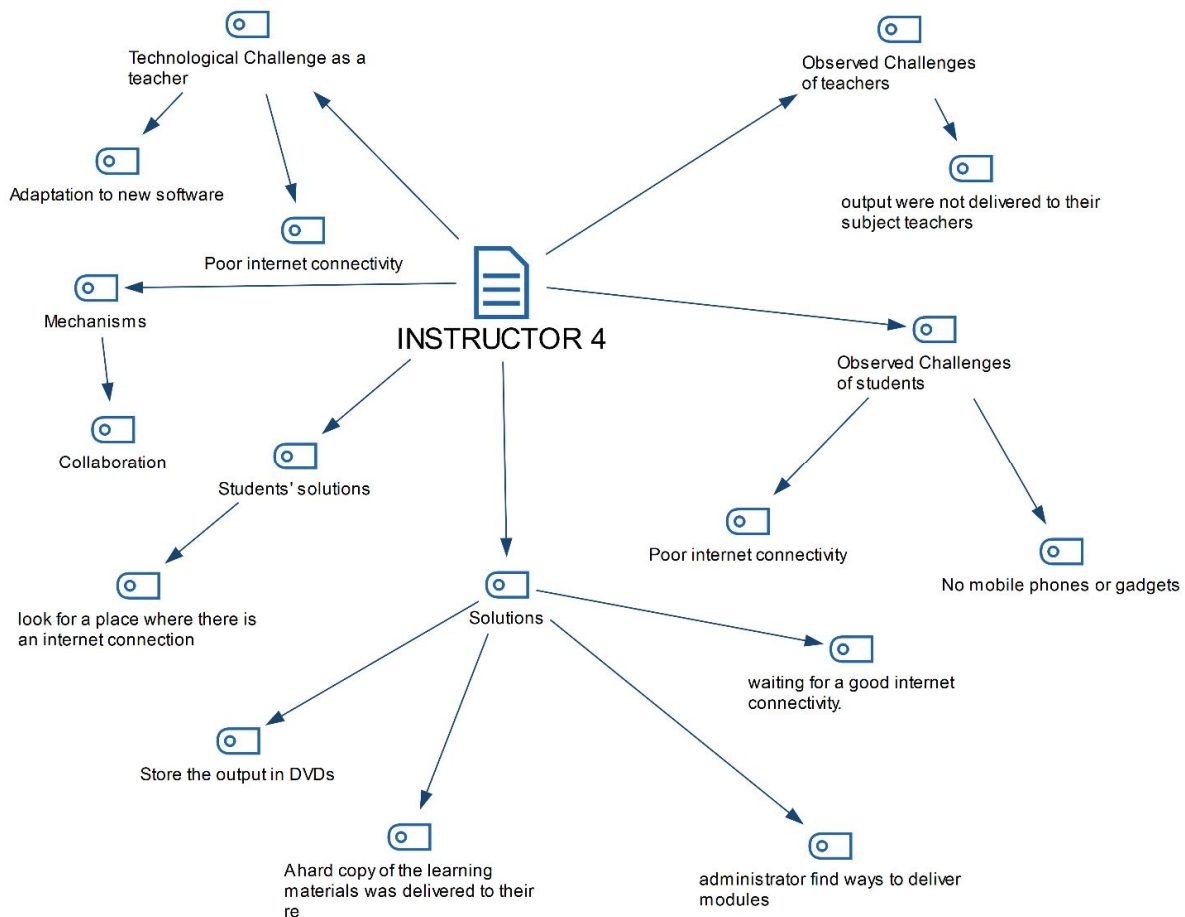 Technological Challenge as a
teacher
Observed Challenges
of teachers
Adaptation to new software
output were not delivered to their
subject teachers
Poor internet connectivity
Mechanisms
INSTRUCTOR 4
Observed Challenges
of students
Collaboration
Students' solutions
Poor internet connectivity
No mobile phones or gadgets
look for a place where there is
an internet connection
Solutions
waiting for a good internet
connectivity.
Store the output in DVDs
A hard copy of the learning
materials was delivered to their
re
administrator find ways to deliver
modules